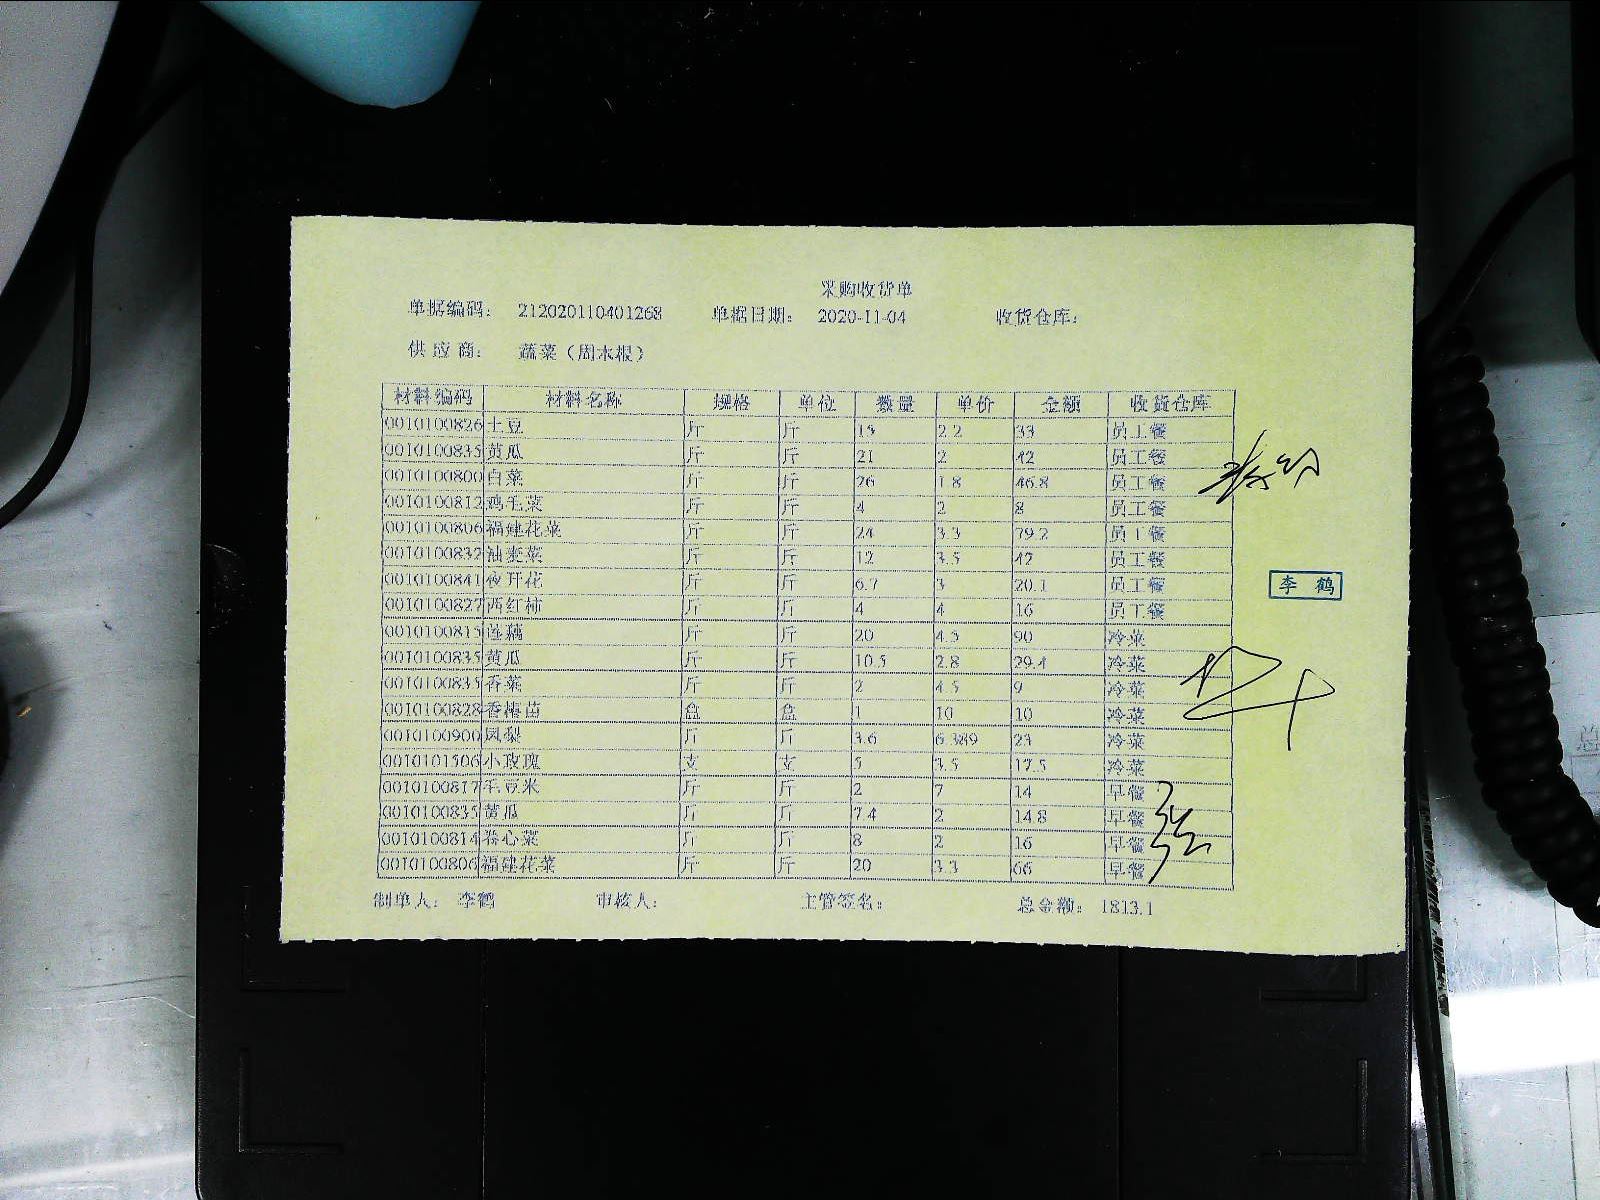 采购收货单
单据编码： 212020110401268 单据日期： 2020-11-04 收货仓库：
供 应 商： 蔬菜（周木根）
材料编码 材料名称 规格 单位 数量 单价 金额 收货仓库
0010100826 土豆 斤 斤 15 2.2 33 员工餐
0010100835 黄瓜 斤 斤 21 2 42 员工餐
0010100800 白菜 斤 斤 26 1.8 46.8 员工餐
0010100812 鸡毛菜 斤 斤 4 2 8 员工餐
0010100806 福建花菜 斤 斤 24 3.3 79.2 员工餐
0010100832 油麦菜 斤 斤 12 3.5 42 员工餐
0010100841 夜开花 斤 斤 6.7 3 20.1 员工餐
0010100827 西红柿 斤 斤 4 4 16 员工餐
0010100815 莲藕 斤 斤 20 4.5 90 冷菜
0010100835 黄瓜 斤 斤 10.5 2.8 29.4 冷菜
0010100835 香菜 斤 斤 2 4.5 9 冷菜
0010100828 香椿苗 盒 盒 1 10 10 冷菜
0010100900 凤梨 斤 斤 3.6 6.389 23 冷菜
0010101506 小玫瑰 支 支 5 3.5 17.5 冷菜
0010100817 毛豆米 斤 斤 2 7 14 早餐
0010100835 黄瓜 斤 斤 7.4 2 14.8 早餐
0010100814 卷心菜 斤 斤 8 2 16 早餐
0010100806 福建花菜 斤 斤 20 3.3 66 早餐
李 鹤
制单人： 李鹤 审核人： 主管签名： 总金额： 1813.1